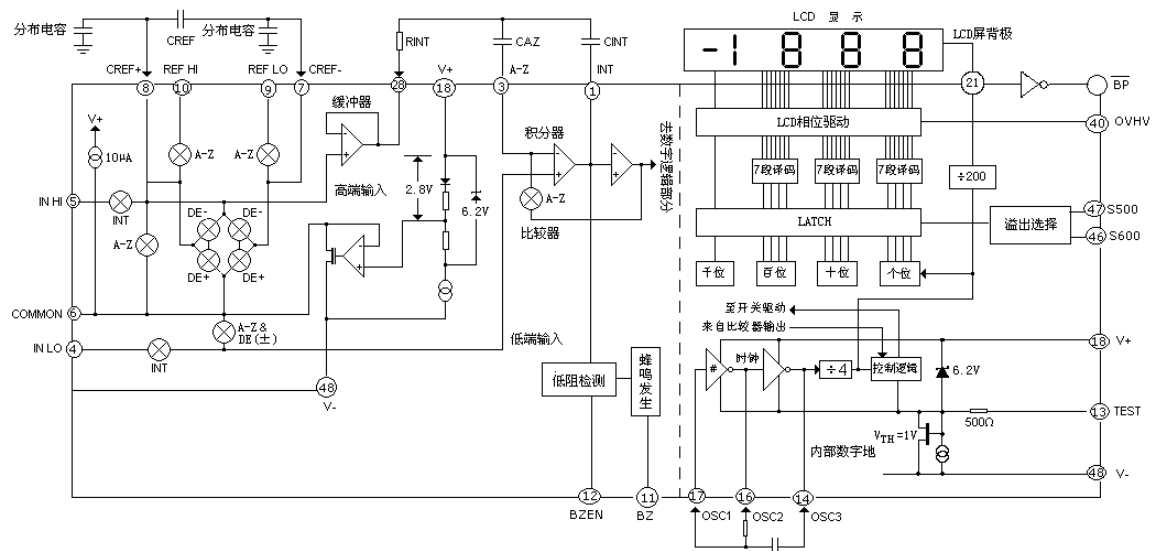 LCD 显 示
分布电容
CREF
分布电容
RINT
CAZ
CINT
-1 8 8 8
LCD屏背极
CREF+
REF HI
REF LO
CREF-
V+
A-Z
INT
8
10
9
7
28
18
3
1
21
BP
V+
10μA
缓冲器
积分器
去数字逻辑部分
LCD相位驱动
40
OVHV
A-Z
A-Z
高端输入
2.8V
6.2V
A-Z
比较器
7段译码
7段译码
7段译码
÷200
IN HI
5
INT
DE-
DE-
A-Z
DE+
DE+
LATCH
溢出选择
47
S500
46
S600
千位
百位
十位
个位
COMMON
6
A-Z &
DE(±)
IN LO
4
INT
低端输入
48
V-
至开关驱动
来自比较器输出
18
V+
#
时钟
÷4
控制逻辑
6.2V
低阻检测
蜂鸣发生
13
TEST
500Ω
VTH=1V
内部数字地
48
V-
12
BZEN
11
BZ
17
OSC1
16
OSC2
14
OSC3